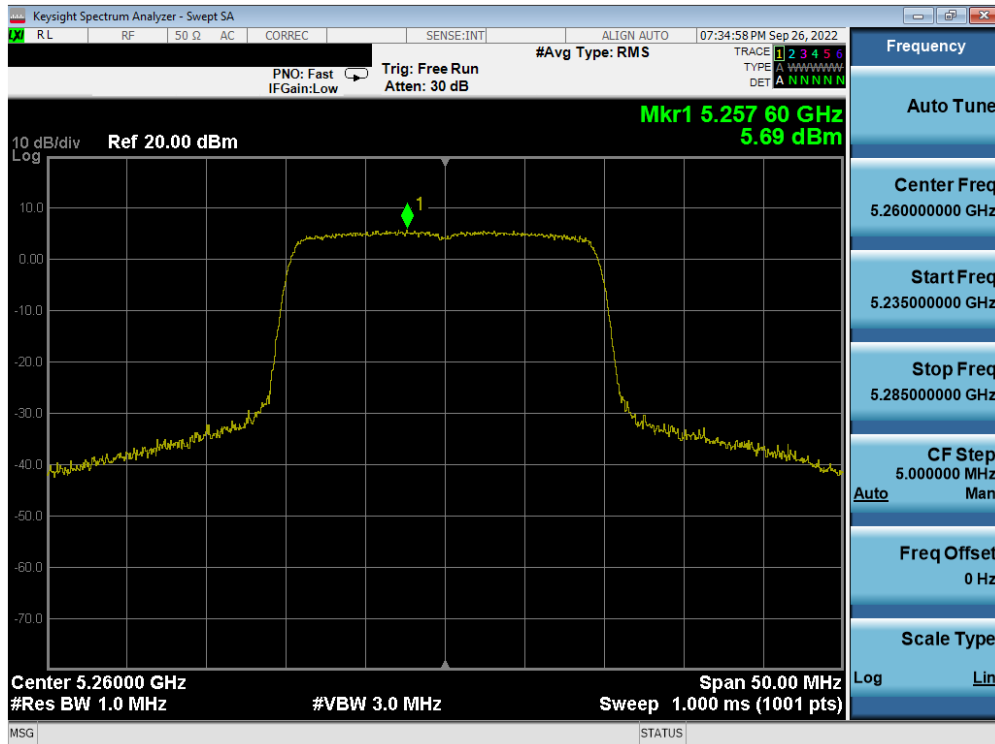 Keysight Spectrum Analyzer - Swept SA
LXI RL RF 50 Ω AC CORREC SENSE:INT ALIGN AUTO 07:34:58 PM Sep 26, 2022
#Avg Type: RMS TRACE 1 2 3 4 5 6
PNO: Fast Trig: Free Run TYPE A WWWWW
IFGain:Low Atten: 30 dB DET A N N N N N
Mkr1 5.257 60 GHz
5.69 dBm
10 dB/div Ref 20.00 dBm
Log
1
10.0
0.00
-10.0
-20.0
-30.0
-40.0
-50.0
-60.0
-70.0
Center 5.26000 GHz Span 50.00 MHz
#Res BW 1.0 MHz #VBW 3.0 MHz Sweep 1.000 ms (1001 pts)
MSG STATUS
Frequency
Auto Tune
Center Freq
5.260000000 GHz
Start Freq
5.235000000 GHz
Stop Freq
5.285000000 GHz
CF Step
5.000000 MHz
Auto Man
Freq Offset
0 Hz
Scale Type
Log Lin